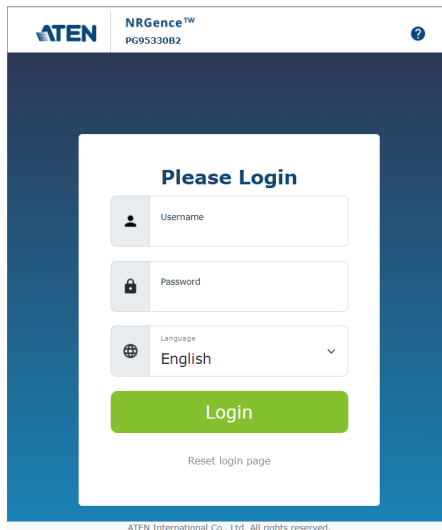 ATEN
NRGence™
PG95330B2
?
Please Login
Username
Password
Language
English
Login
Reset login page
ATEN International Co., Ltd. All rights reserved.